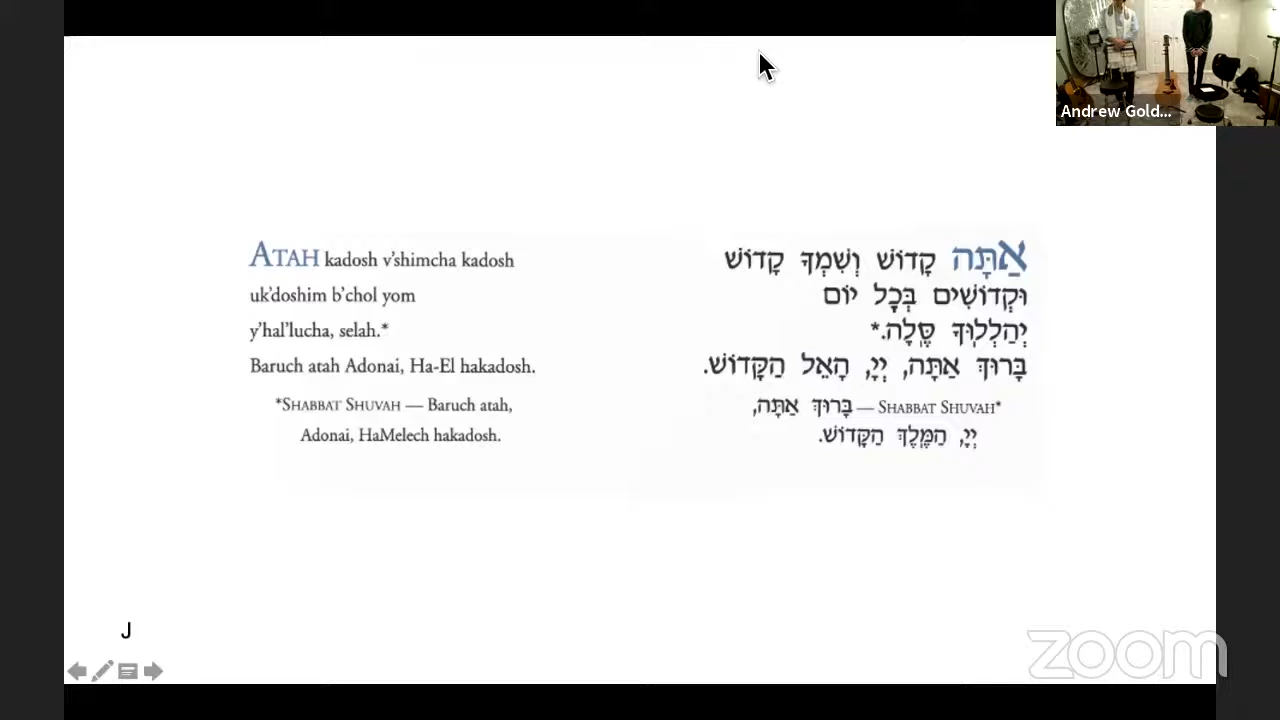 Andrew Gold...
ATAH kadosh v'shimcha kadosh
uk'doshim b'chol yom
y'hal'lucha, selah.*
Baruch atah Adonai, Ha-El hakadosh.
*SHABBAT SHUVAH — Baruch atah,
Adonai, HaMelech hakadosh.
אַתָּה קָדוֹשׁ וְשִׁמְךָ קָדוֹשׁ
וּקְדוֹשִׁים בְּכׇל יוֹם
יְהַלְלֽוּךָ סֶּֽלָה.*
בָּרוּךְ אַתָּה, יְיָ, הָאֵל הַקָּדוֹשׁ.
*SHABBAT SHUVAH — בָּרוּךְ אַתָּה,
יְיָ, הַמֶּֽלֶךְ הַקָּדוֹשׁ.
J
zoom